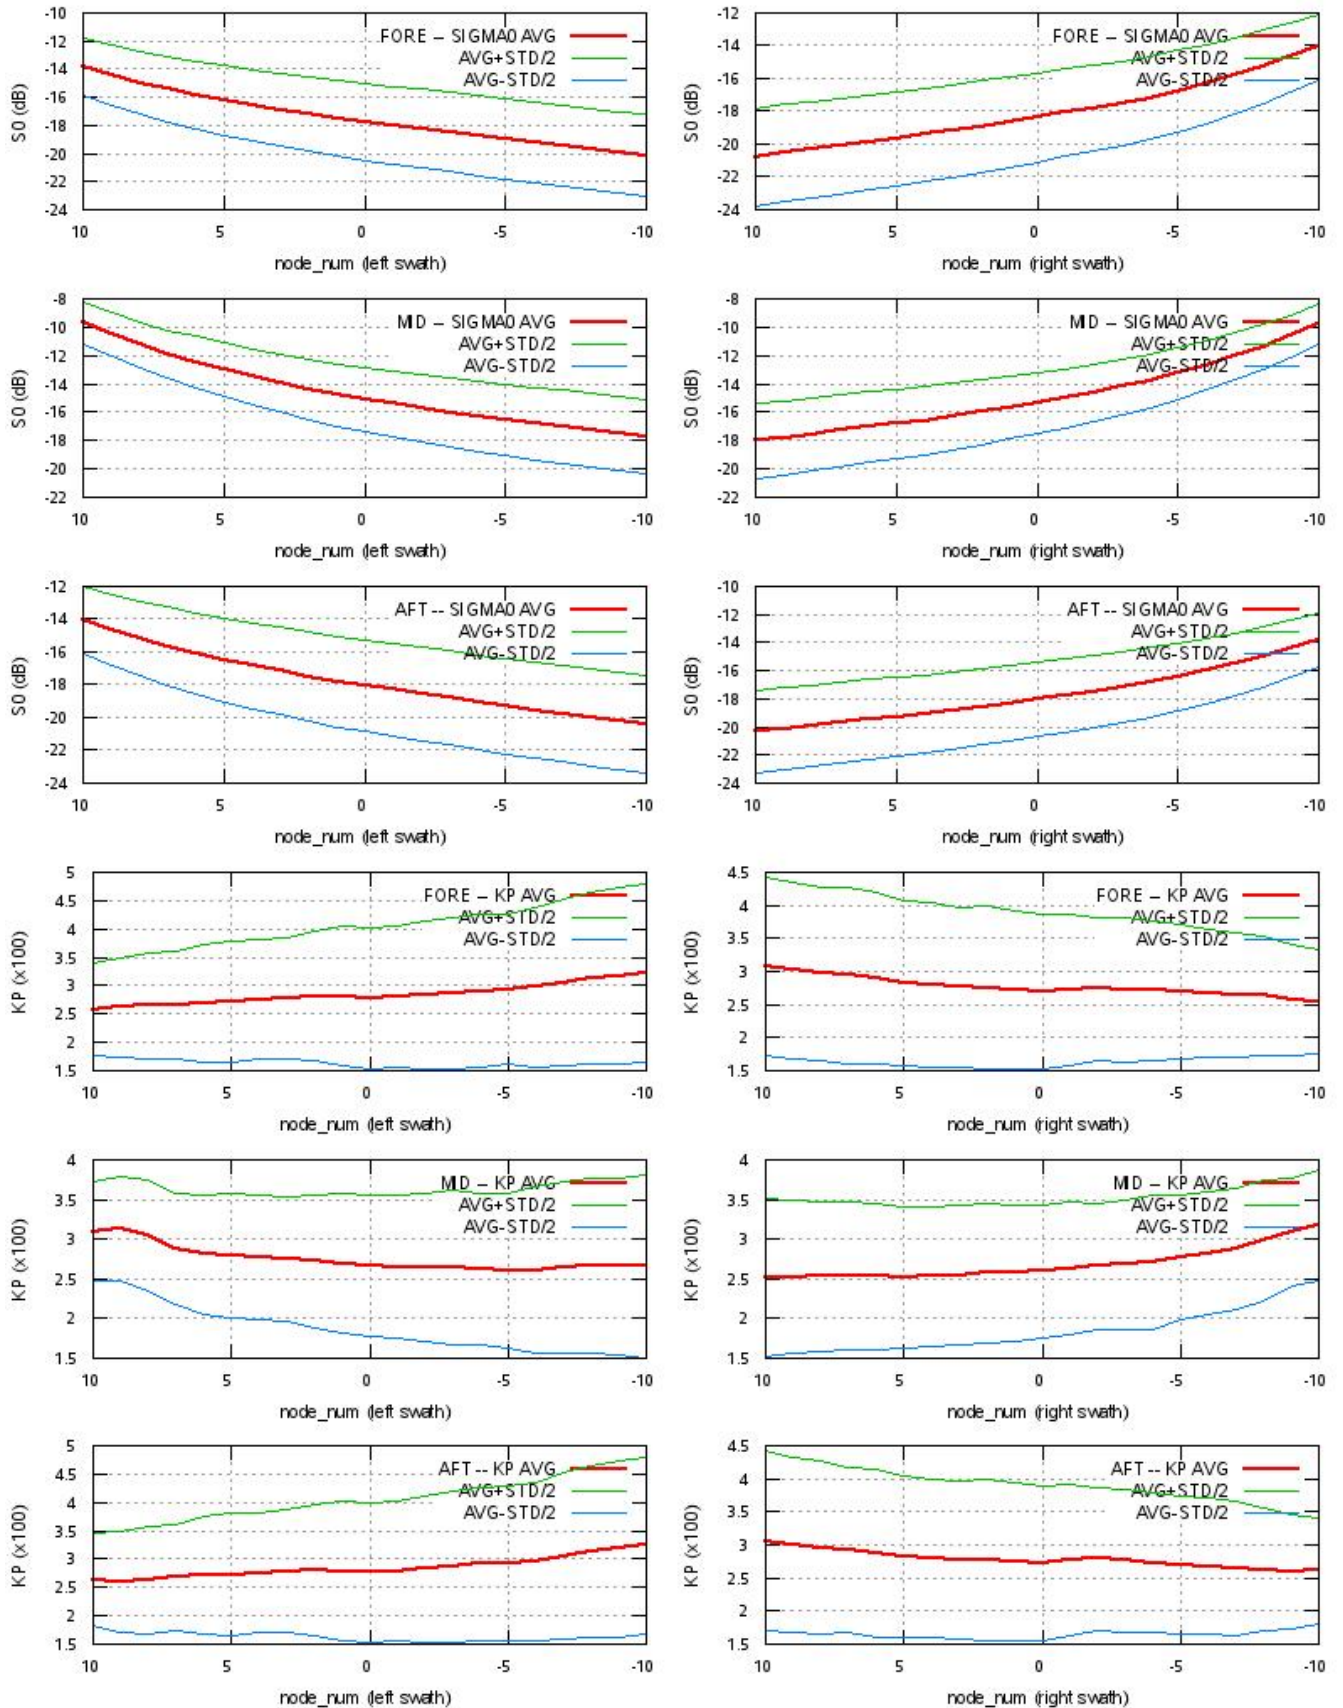 -10
-12
-14
-16
-18
-20
-22
-24
S0 (dB)
FORE -- SIGMA0 AVG
AVG+STD/2
AVG-STD/2
10 5 0 -5 -10
node_num (left swath)
-12
-14
-16
-18
-20
-22
-24
S0 (dB)
FORE -- SIGMA0 AVG
AVG+STD/2
AVG-STD/2
10 5 0 -5 -10
node_num (right swath)
-8
-10
-12
-14
-16
-18
-20
-22
S0 (dB)
MID -- SIGMA0 AVG
AVG+STD/2
AVG-STD/2
10 5 0 -5 -10
node_num (left swath)
-8
-10
-12
-14
-16
-18
-20
-22
S0 (dB)
MID -- SIGMA0 AVG
AVG+STD/2
AVG-STD/2
10 5 0 -5 -10
node_num (right swath)
-12
-14
-16
-18
-20
-22
-24
S0 (dB)
AFT -- SIGMA0 AVG
AVG+STD/2
AVG-STD/2
10 5 0 -5 -10
node_num (left swath)
-10
-12
-14
-16
-18
-20
-22
-24
S0 (dB)
AFT -- SIGMA0 AVG
AVG+STD/2
AVG-STD/2
10 5 0 -5 -10
node_num (right swath)
5
4.5
4
3.5
3
2.5
2
1.5
KP (x100)
FORE -- KP AVG
AVG+STD/2
AVG-STD/2
10 5 0 -5 -10
node_num (left swath)
4.5
4
3.5
3
2.5
2
1.5
KP (x100)
FORE -- KP AVG
AVG+STD/2
AVG-STD/2
10 5 0 -5 -10
node_num (right swath)
4
3.5
3
2.5
2
1.5
KP (x100)
MID -- KP AVG
AVG+STD/2
AVG-STD/2
10 5 0 -5 -10
node_num (left swath)
4
3.5
3
2.5
2
1.5
KP (x100)
MID -- KP AVG
AVG+STD/2
AVG-STD/2
10 5 0 -5 -10
node_num (right swath)
5
4.5
4
3.5
3
2.5
2
1.5
KP (x100)
AFT -- KP AVG
AVG+STD/2
AVG-STD/2
10 5 0 -5 -10
node_num (left swath)
4.5
4
3.5
3
2.5
2
1.5
KP (x100)
AFT -- KP AVG
AVG+STD/2
AVG-STD/2
10 5 0 -5 -10
node_num (right swath)